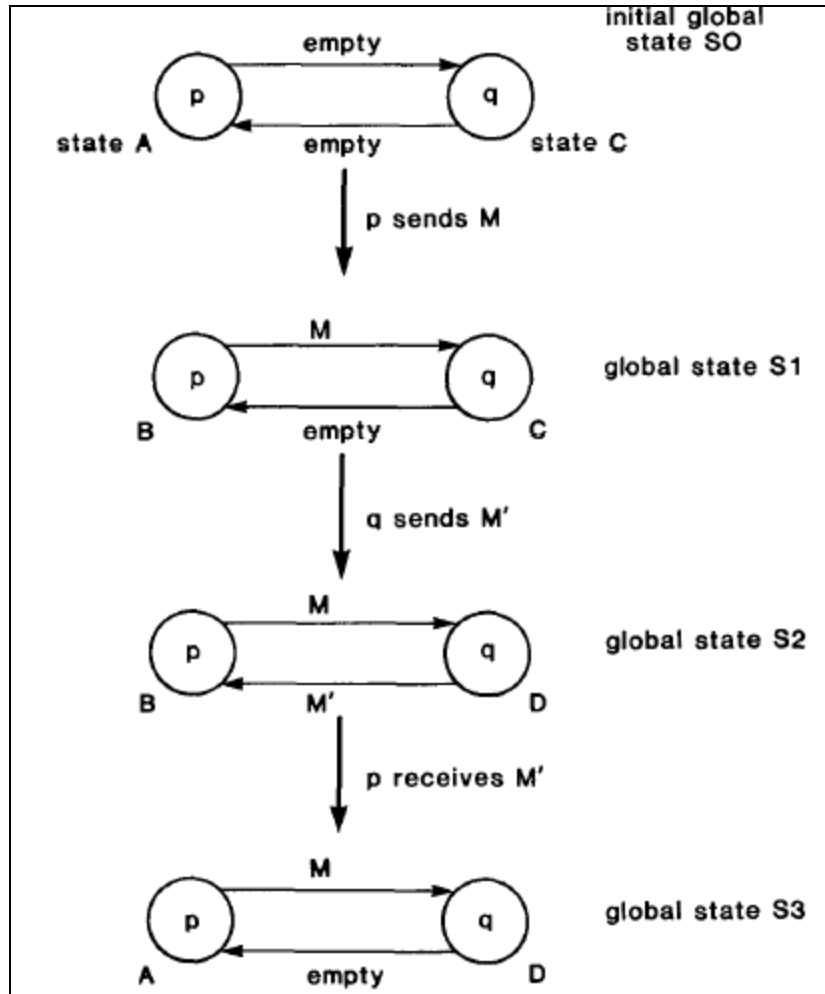 initial global
state SO
empty
p
q
state A
empty
state C
p sends M
M
p
q
global state S1
B
empty
C
q sends M′
M
p
q
global state S2
B
M′
D
p receives M′
M
p
q
global state S3
A
empty
D